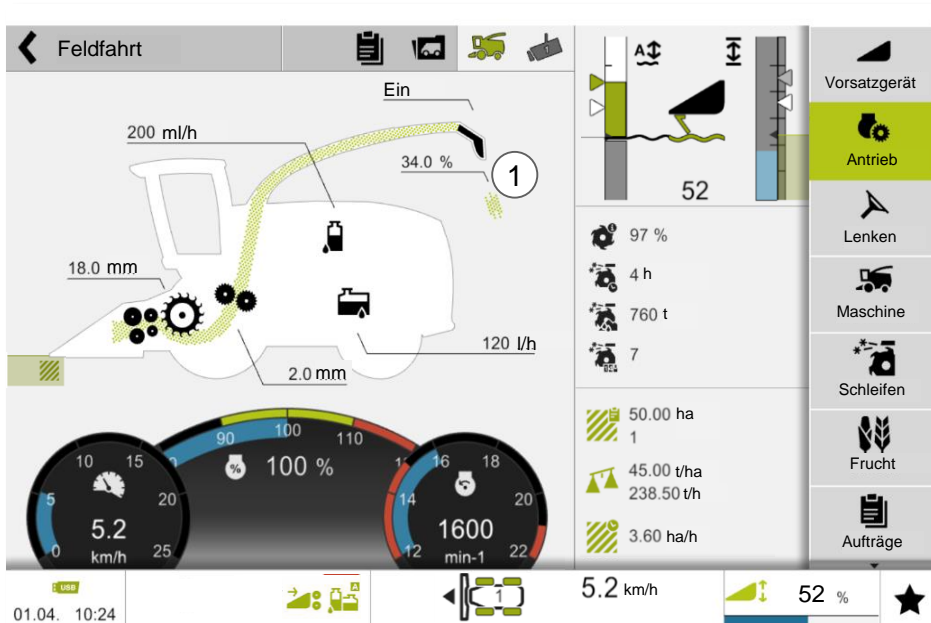 Feldfahrt
Ein
200 ml/h
34.0 %
1
18.0 mm
120 l/h
2.0 mm
A
52
97 %
4 h
760 t
7
50.00 ha
1
45.00 t/ha
238.50 t/h
3.60 ha/h
Vorsatzgerät
Antrieb
Lenken
Maschine
Schleifen
Frucht
Aufträge
0 5 10 15 20 25
5.2
km/h
90 100 110
% 100 %
12 14 16 18 20 22
1600
min-1
USB
01.04. 10:24
A
1
5.2 km/h
52 %